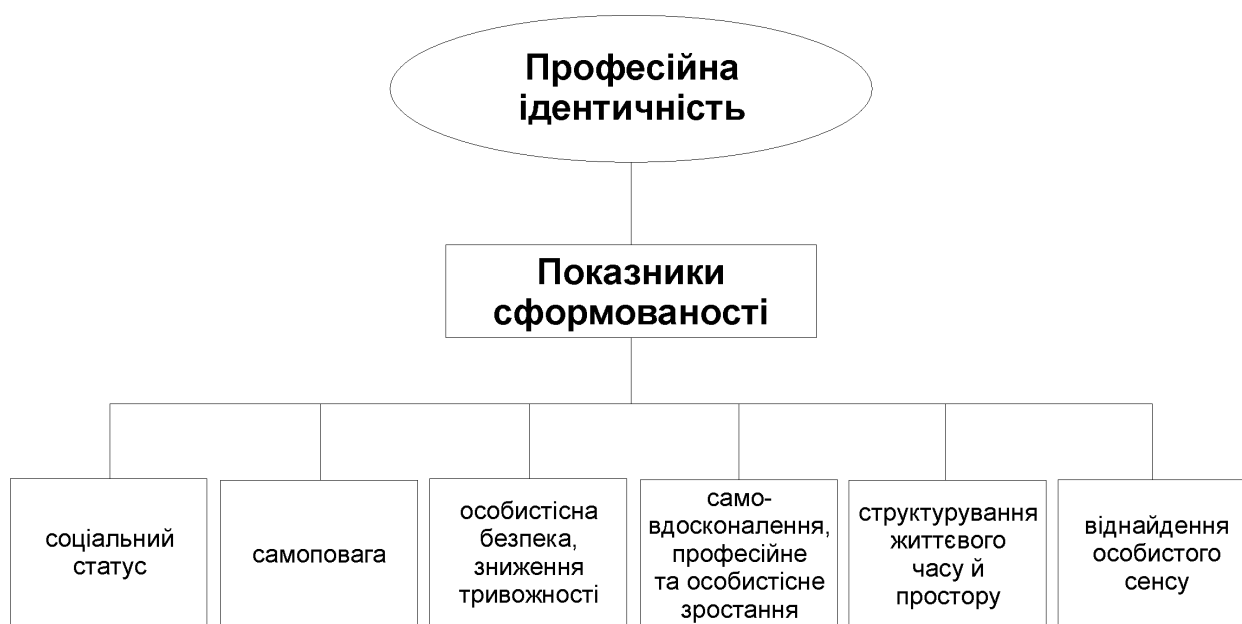 Професійна
ідентичність
Показники
сформованості
соціальний
статус
самоповага
особистісна
безпека,
зниження
тривожності
само-
вдосконалення,
професійне
та особистісне
зростання
структурування
життєвого
часу й
простору
віднайдення
особистого
сенсу